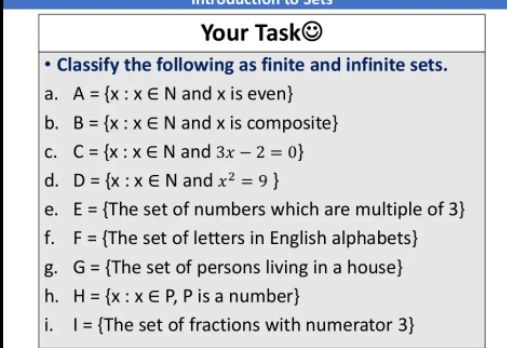 Introduction to Sets
Your Task☺
• Classify the following as finite and infinite sets.
a. A = {x : x ∈ N and x is even}
b. B = {x : x ∈ N and x is composite}
c. C = {x : x ∈ N and 3x − 2 = 0}
d. D = {x : x ∈ N and x² = 9 }
e. E = {The set of numbers which are multiple of 3}
f. F = {The set of letters in English alphabets}
g. G = {The set of persons living in a house}
h. H = {x : x ∈ P, P is a number}
i. I = {The set of fractions with numerator 3}